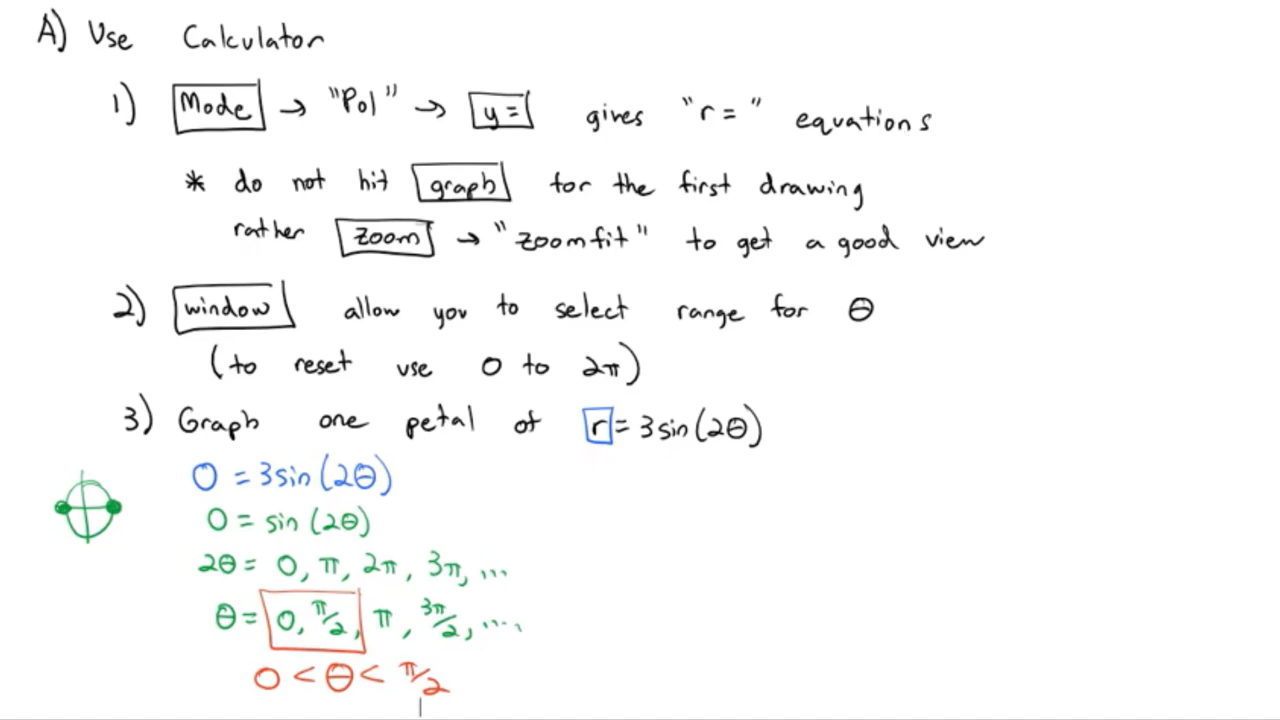 A) Use Calculator
1) Mode → "Pol" → y= gives "r=" equations
* do not hit graph for the first drawing
rather zoom → "zoomfit" to get a good view
2) window allow you to select range for θ
(to reset use 0 to 2π)
3) Graph one petal of r = 3sin(2θ)
0 = 3sin(2θ)
0 = sin(2θ)
2θ = 0, π, 2π, 3π, ...
θ = 0, π/2, π, 3π/2, ....
0 < θ < π/2